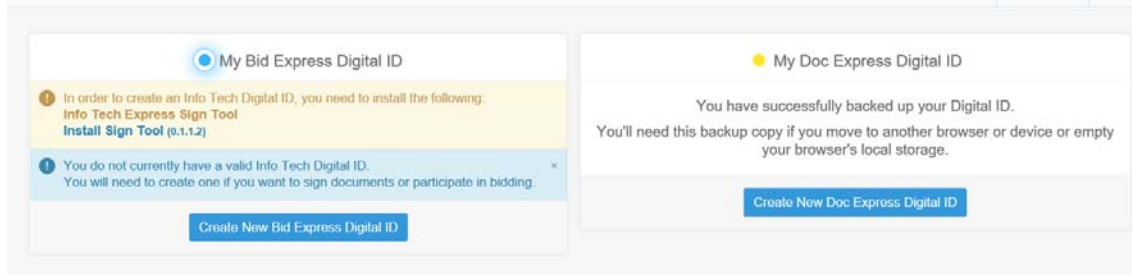 My Bid Express Digital ID
In order to create an Info Tech Digital ID, you need to install the following:
Info Tech Express Sign Tool
Install Sign Tool (0.1.1.2)
You do not currently have a valid Info Tech Digital ID.
You will need to create one if you want to sign documents or participate in bidding.
Create New Bid Express Digital ID
My Doc Express Digital ID
You have successfully backed up your Digital ID.
You'll need this backup copy if you move to another browser or device or empty
your browser's local storage.
Create New Doc Express Digital ID